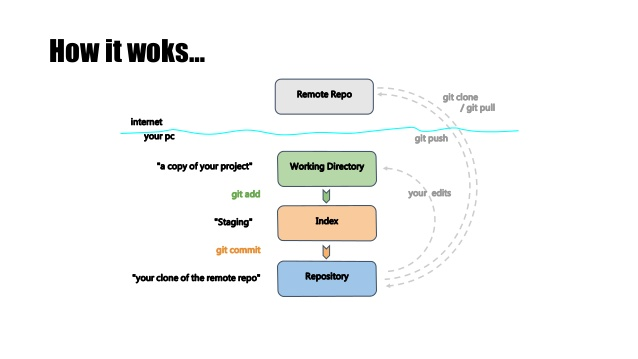 How it woks...
Remote Repo
git clone
/ git pull
internet
your pc
git push
"a copy of your project"
Working Directory
git add
your edits
"Staging"
Index
git commit
"your clone of the remote repo"
Repository